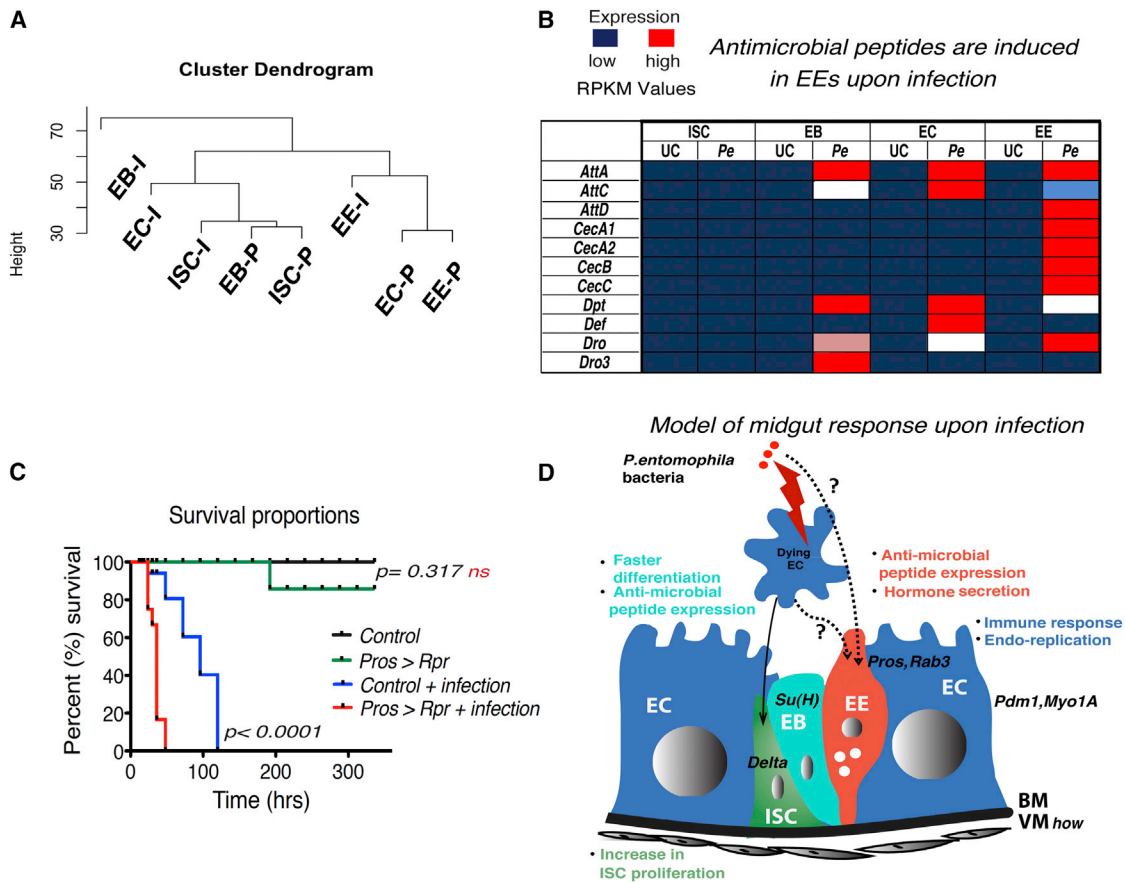 A
Cluster Dendrogram
Height
70
50
30
EB-I
EC-I
ISC-I
EB-P
ISC-P
EE-I
EC-P
EE-P
B
Expression
low high
RPKM Values
Antimicrobial peptides are induced
in EEs upon infection
ISC EB EC EE
UC Pe UC Pe UC Pe UC Pe
AttA
AttC
AttD
CecA1
CecA2
CecB
CecC
Dpt
Def
Dro
Dro3
C
Survival proportions
Percent (%) survival
100
80
60
40
20
0
0 100 200 300
Time (hrs)
p= 0.317 ns
Control
Pros > Rpr
Control + infection
Pros > Rpr + infection
p< 0.0001
Model of midgut response upon infection
D
P.entomophila
bacteria
?
Dying
EC
• Faster
differentiation
• Anti-microbial
peptide expression
• Anti-microbial
peptide expression
• Hormone secretion
?
• Immune response
• Endo-replication
Pros,Rab3
EC
Su(H)
EB
EE
EC
Pdm1,Myo1A
Delta
ISC
BM
VM how
• Increase in
ISC proliferation